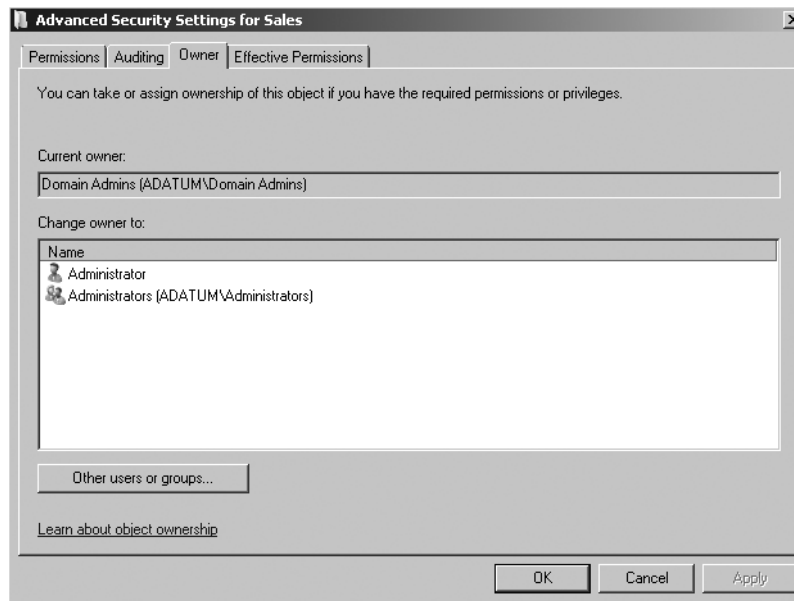 Advanced Security Settings for Sales
Permissions Auditing Owner Effective Permissions
You can take or assign ownership of this object if you have the required permissions or privileges.
Current owner:
Domain Admins (ADATUM\Domain Admins)
Change owner to:
Name
Administrator
Administrators (ADATUM\Administrators)
Other users or groups...
Learn about object ownership
OK Cancel Apply